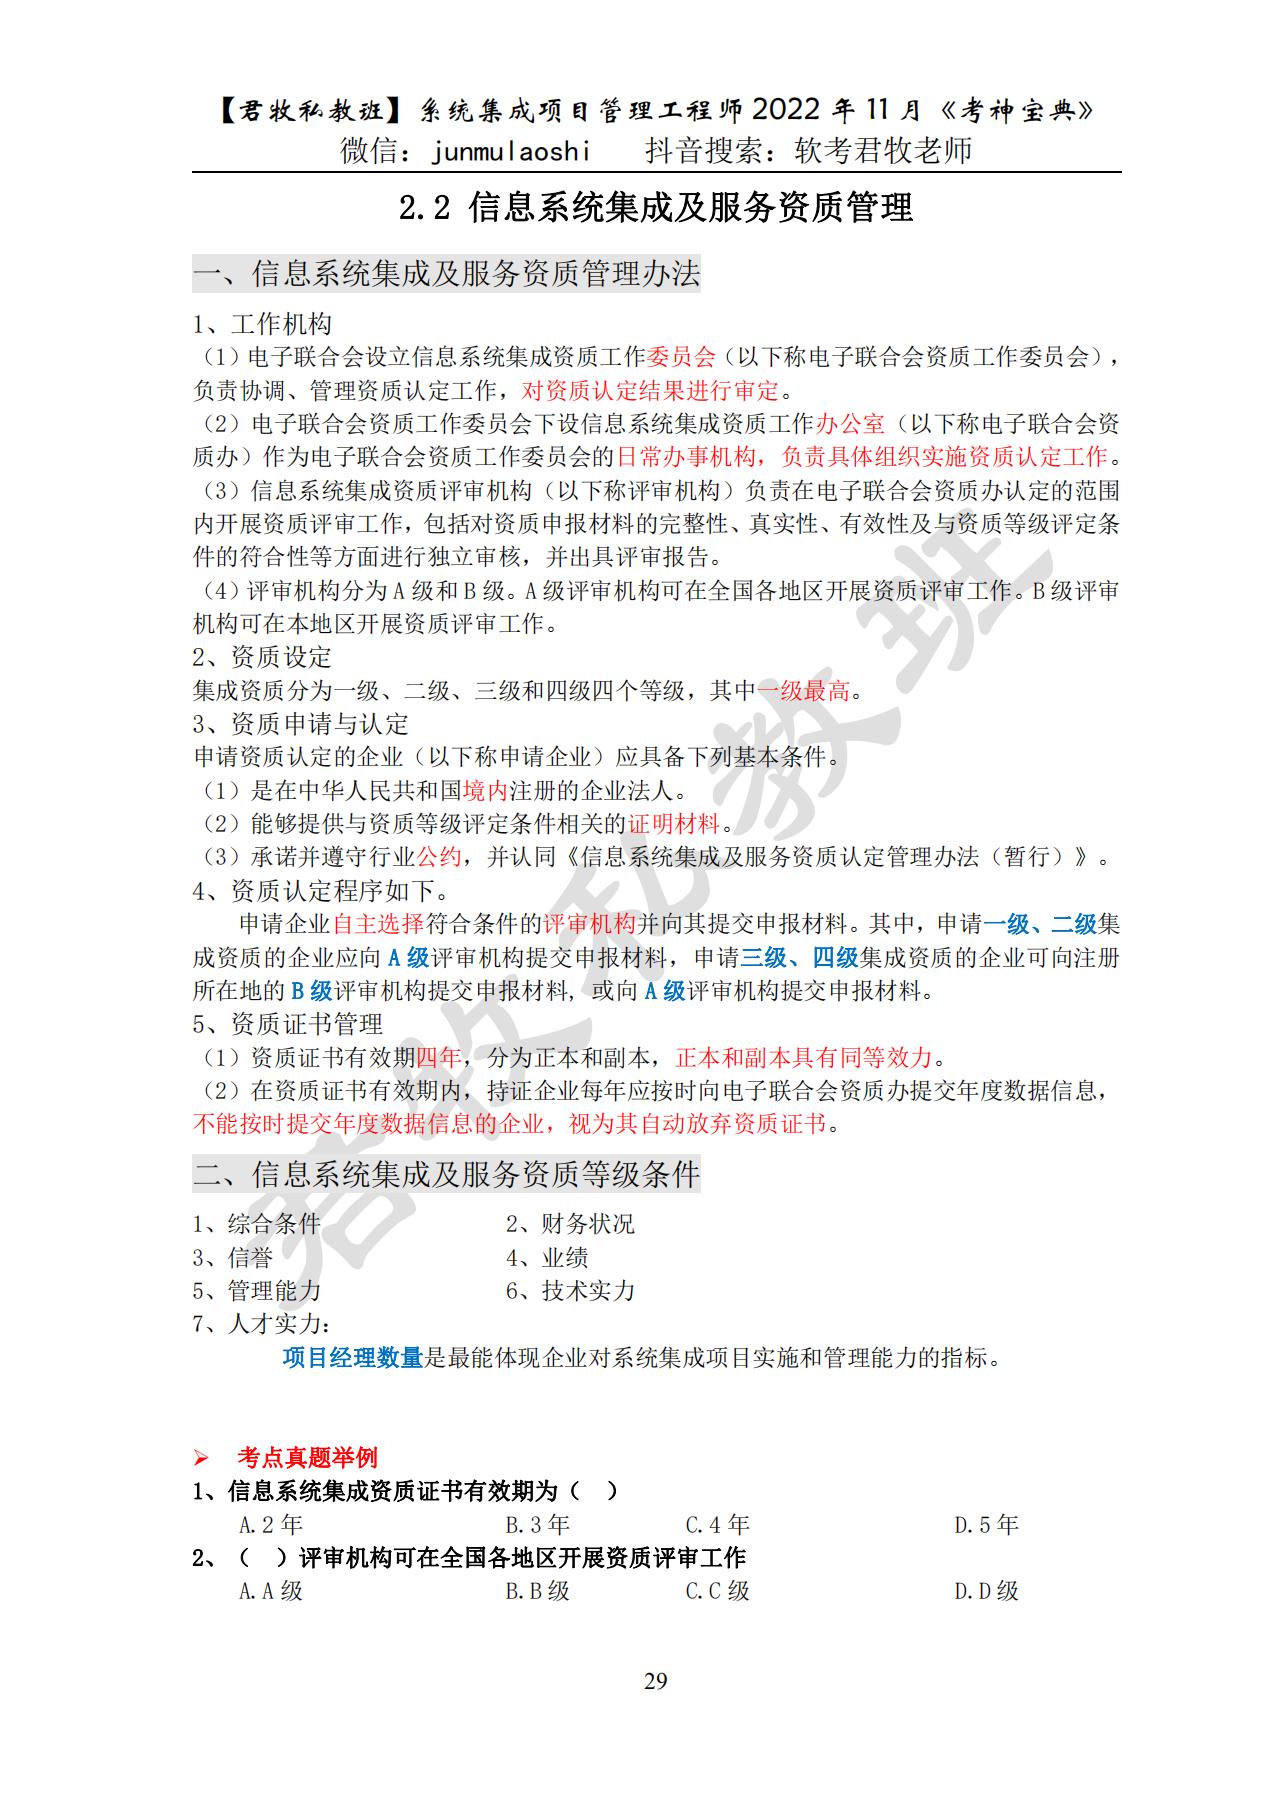 【君牧私教班】系统集成项目管理工程师2022年11月《考神宝典》
微信：junmulaoshi 抖音搜索：软考君牧老师
2.2 信息系统集成及服务资质管理
一、信息系统集成及服务资质管理办法
1、工作机构
（1）电子联合会设立信息系统集成资质工作委员会（以下称电子联合会资质工作委员会），
负责协调、管理资质认定工作，对资质认定结果进行审定。
（2）电子联合会资质工作委员会下设信息系统集成资质工作办公室（以下称电子联合会资
质办）作为电子联合会资质工作委员会的日常办事机构，负责具体组织实施资质认定工作。
（3）信息系统集成资质评审机构（以下称评审机构）负责在电子联合会资质办认定的范围
内开展资质评审工作，包括对资质申报材料的完整性、真实性、有效性及与资质等级评定条
件的符合性等方面进行独立审核，并出具评审报告。
（4）评审机构分为A级和B级。A级评审机构可在全国各地区开展资质评审工作。B级评审
机构可在本地区开展资质评审工作。
2、资质设定
集成资质分为一级、二级、三级和四级四个等级，其中一级最高。
3、资质申请与认定
申请资质认定的企业（以下称申请企业）应具备下列基本条件。
（1）是在中华人民共和国境内注册的企业法人。
（2）能够提供与资质等级评定条件相关的证明材料。
（3）承诺并遵守行业公约，并认同《信息系统集成及服务资质认定管理办法（暂行）》。
4、资质认定程序如下。
申请企业自主选择符合条件的评审机构并向其提交申报材料。其中，申请一级、二级集
成资质的企业应向A级评审机构提交申报材料，申请三级、四级集成资质的企业可向注册
所在地的B级评审机构提交申报材料，或向A级评审机构提交申报材料。
5、资质证书管理
（1）资质证书有效期四年，分为正本和副本，正本和副本具有同等效力。
（2）在资质证书有效期内，持证企业每年应按时向电子联合会资质办提交年度数据信息，
不能按时提交年度数据信息的企业，视为其自动放弃资质证书。
二、信息系统集成及服务资质等级条件
1、综合条件 2、财务状况
3、信誉 4、业绩
5、管理能力 6、技术实力
7、人才实力：
项目经理数量是最能体现企业对系统集成项目实施和管理能力的指标。
➢ 考点真题举例
1、信息系统集成资质证书有效期为（ ）
A.2年 B.3年 C.4年 D.5年
2、（ ）评审机构可在全国各地区开展资质评审工作
A.A级 B.B级 C.C级 D.D级
29
君牧私教班